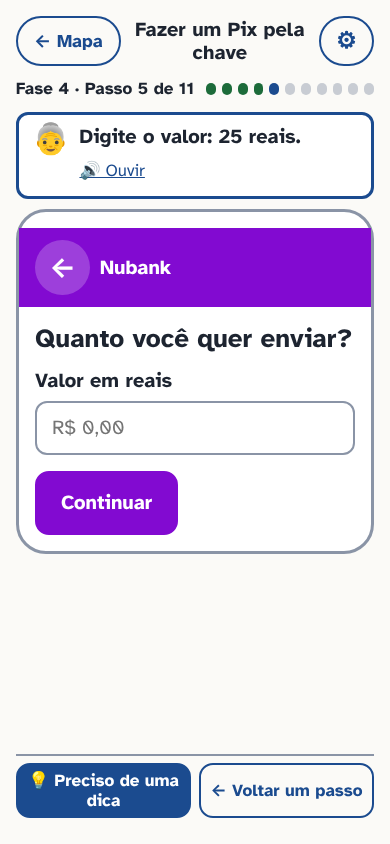 ← Mapa
Fazer um Pix pela
chave
Fase 4 · Passo 5 de 11
Digite o valor: 25 reais.
🔊 Ouvir
← Nubank
Quanto você quer enviar?
Valor em reais
R$ 0,00
Continuar
💡 Preciso de uma
dica
← Voltar um passo